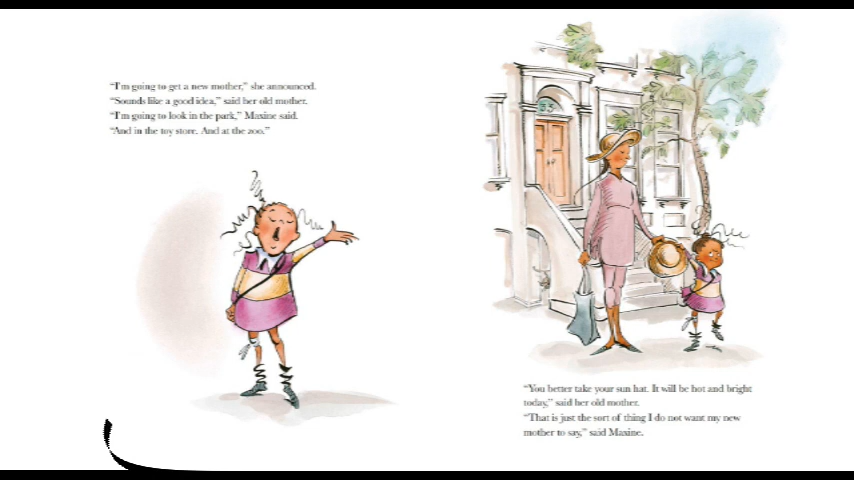 “I’m going to get a new mother,” she announced.
“Sounds like a good idea,” said her old mother.
“I’m going to look in the park,” Maxine said.
“And in the toy store. And at the zoo.”
“You better take your sun hat. It will be hot and bright
today,” said her old mother.
“That is just the sort of thing I do not want my new
mother to say,” said Maxine.